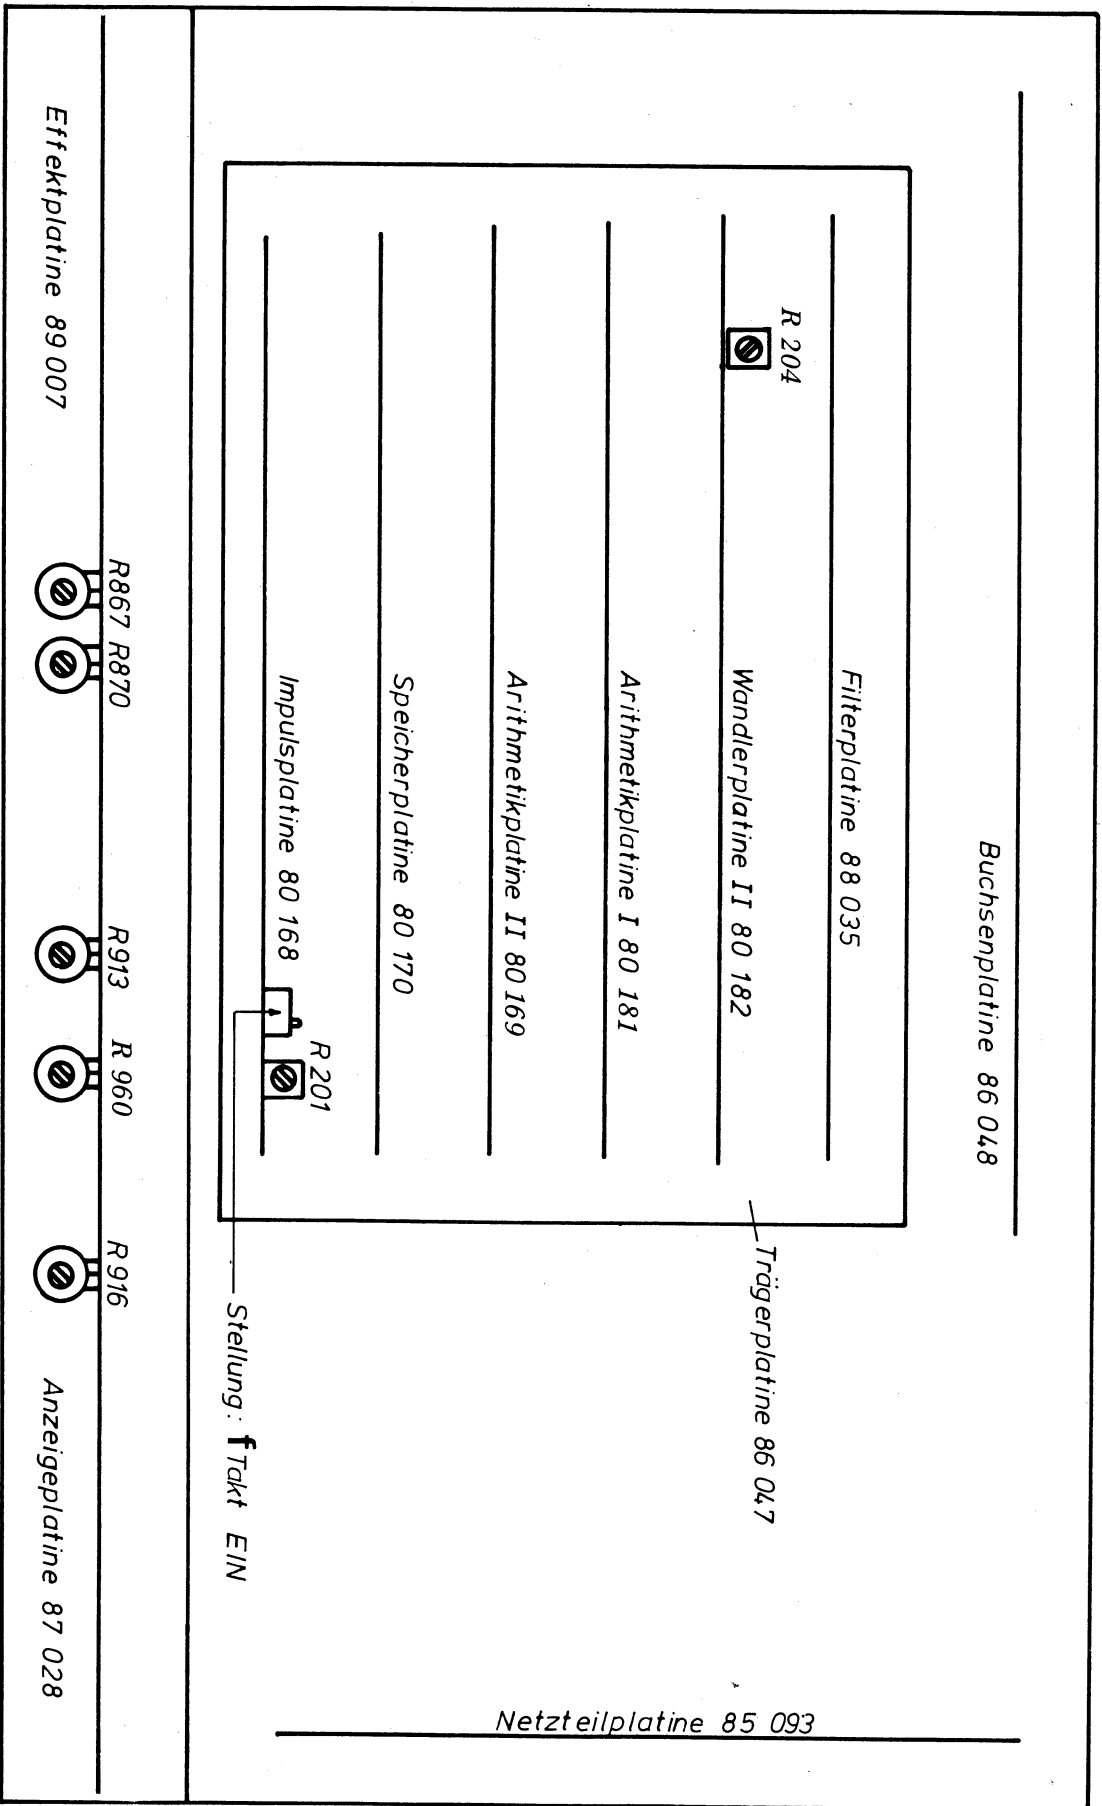 Buchsenplatine 86 048
Filterplatine 88 035
R 204
Wandlerplatine II 80 182
Arithmetikplatine I 80 181
Arithmetikplatine II 80 169
Speicherplatine 80 170
Impulsplatine 80 168
R 201
Trägerplatine 86 047
Stellung: f Takt EIN
Netzteilplatine 85 093
R867 R870 R913 R 960 R916
Effektplatine 89 007
Anzeigeplatine 87 028